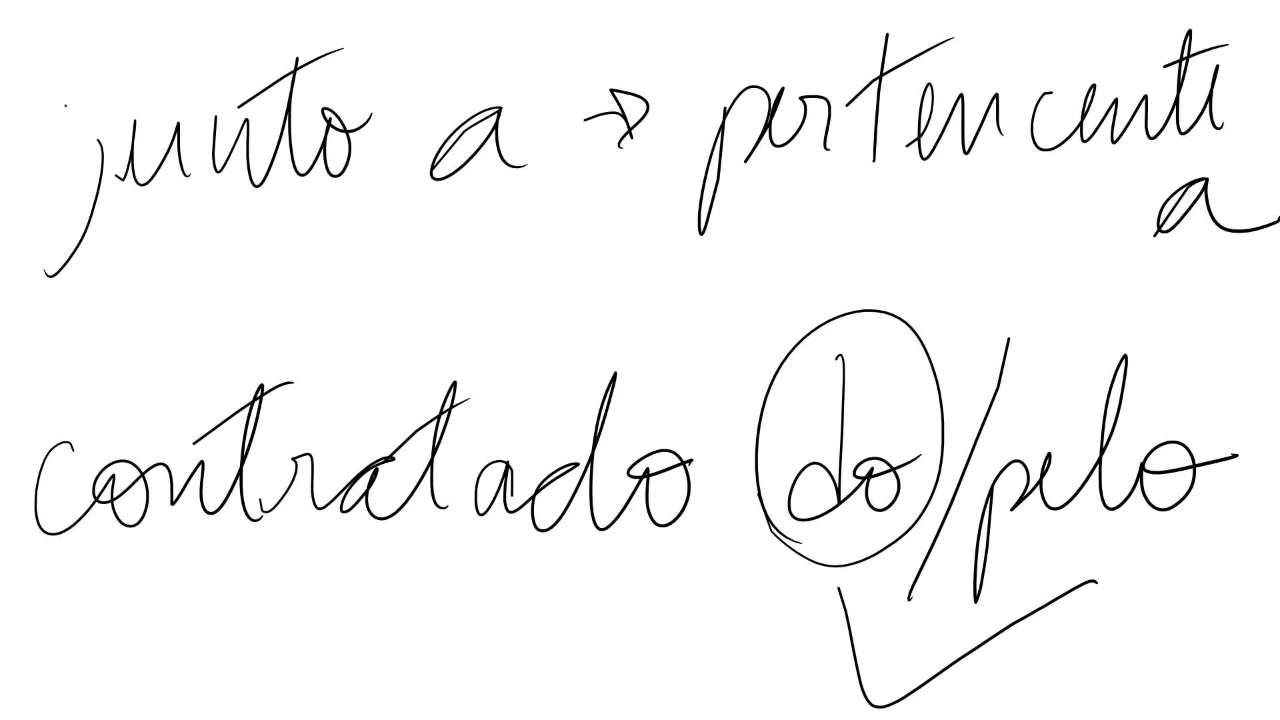 junto a → pertencente
a
contratado do/pelo